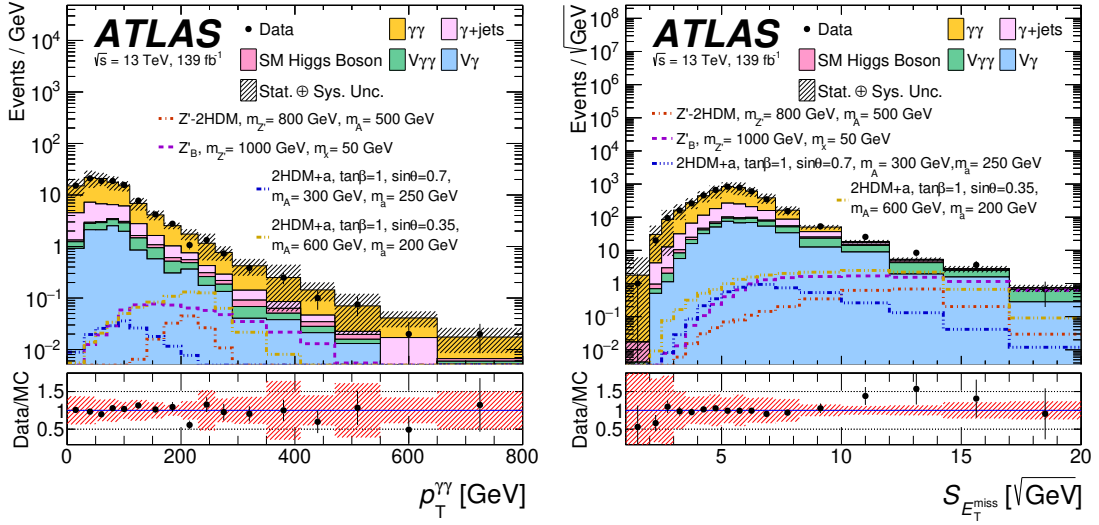 Events / GeV
10⁴
10³
10²
10
1
10⁻¹
10⁻²
ATLAS
√s = 13 TeV, 139 fb⁻¹
Data
γγ
γ+jets
SM Higgs Boson
Vγγ
Vγ
Stat. ⊕ Sys. Unc.
Z'-2HDM, m_Z' = 800 GeV, m_A = 500 GeV
Z'_B, m_Z' = 1000 GeV, m_χ = 50 GeV
2HDM+a, tanβ=1, sinθ=0.7,
m_A = 300 GeV, m_a = 250 GeV
2HDM+a, tanβ=1, sinθ=0.35,
m_A = 600 GeV, m_a = 200 GeV
Data/MC
1.5
1
0.5
0 200 400 600 800
p_T^γγ [GeV]
Events / √GeV
10⁸
10⁷
10⁶
10⁵
10⁴
10³
10²
10
1
10⁻¹
10⁻²
ATLAS
√s = 13 TeV, 139 fb⁻¹
Data
γγ
γ+jets
SM Higgs Boson
Vγγ
Vγ
Stat. ⊕ Sys. Unc.
Z'-2HDM, m_Z' = 800 GeV, m_A = 500 GeV
Z'_B, m_Z' = 1000 GeV, m_χ = 50 GeV
2HDM+a, tanβ=1, sinθ=0.7, m_A = 300 GeV, m_a = 250 GeV
2HDM+a, tanβ=1, sinθ=0.35,
m_A = 600 GeV, m_a = 200 GeV
Data/MC
1.5
1
0.5
5 10 15 20
S_E_T^miss [√GeV]